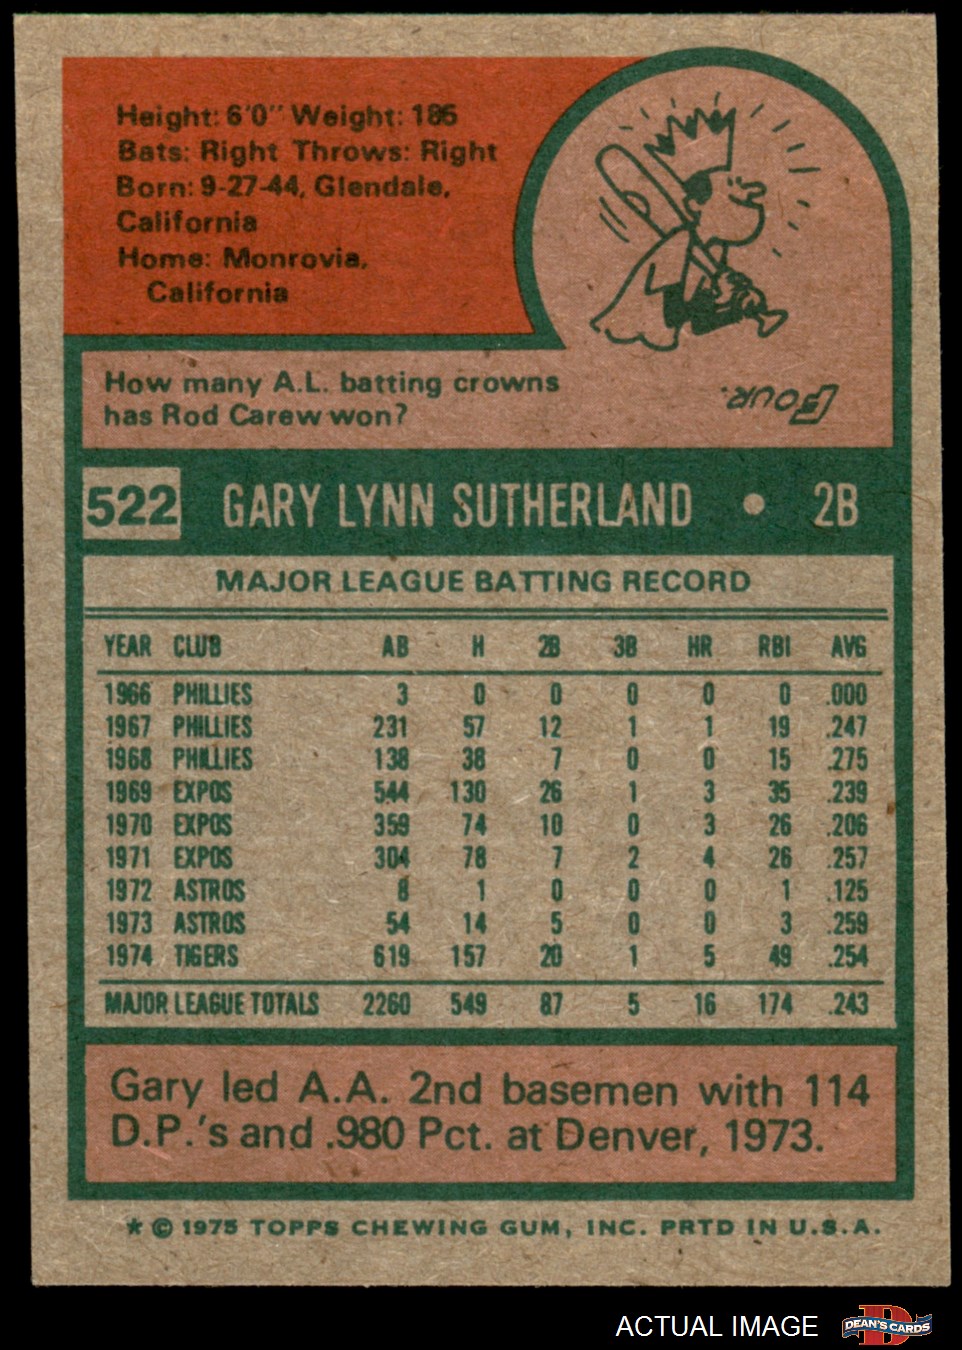 Height: 6'0" Weight: 185
Bats: Right Throws: Right
Born: 9-27-44, Glendale,
California
Home: Monrovia,
California
How many A.L. batting crowns
has Rod Carew won?
FOUR.
522 GARY LYNN SUTHERLAND • 2B
MAJOR LEAGUE BATTING RECORD
YEAR CLUB AB H 2B 3B HR RBI AVG
1966 PHILLIES 3 0 0 0 0 0 .000
1967 PHILLIES 231 57 12 1 1 19 .247
1968 PHILLIES 138 38 7 0 0 15 .275
1969 EXPOS 544 130 26 1 3 35 .239
1970 EXPOS 359 74 10 0 3 26 .206
1971 EXPOS 304 78 7 2 4 26 .257
1972 ASTROS 8 1 0 0 0 1 .125
1973 ASTROS 54 14 5 0 0 3 .259
1974 TIGERS 619 157 20 1 5 49 .254
MAJOR LEAGUE TOTALS 2260 549 87 5 16 174 .243
Gary led A.A. 2nd basemen with 114
D.P.'s and .980 Pct. at Denver, 1973.
* © 1975 TOPPS CHEWING GUM, INC. PRTD IN U.S.A.
ACTUAL IMAGE DEAN'S CARDS